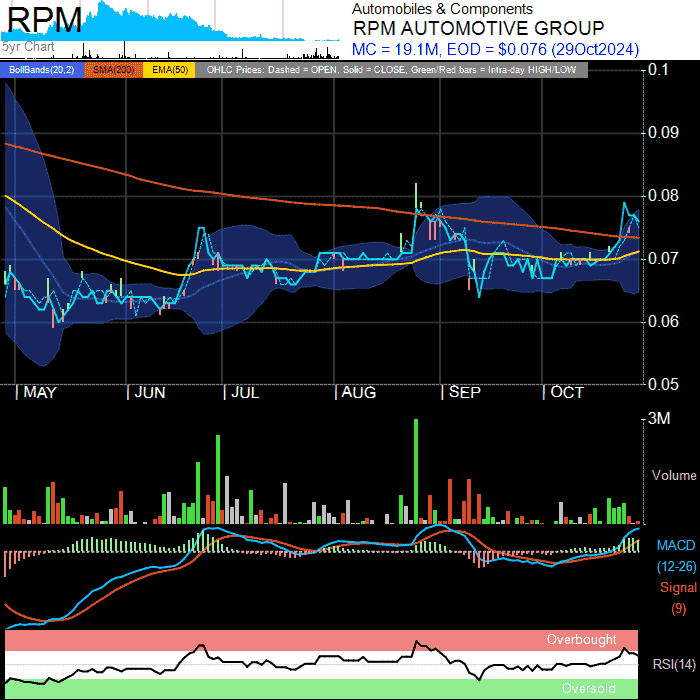 RPM
5yr Chart
Automobiles & Components
RPM AUTOMOTIVE GROUP
MC = 19.1M, EOD = $0.076 (29Oct2024)
BollBands(20,2) SMA(200) EMA(50) OHLC Prices: Dashed = OPEN, Solid = CLOSE, Green/Red bars = Intra-day HIGH/LOW
0.1
0.09
0.08
0.07
0.06
0.05
MAY JUN JUL AUG SEP OCT
3M
Volume
MACD
(12-26)
Signal
(9)
Overbought
RSI(14)
Oversold